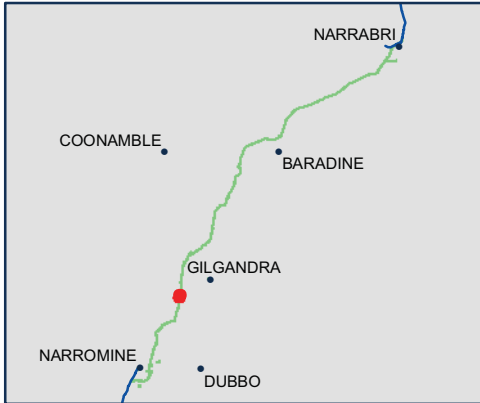 NARRABRI
COONAMBLE
BARADINE
GILGANDRA
NARROMINE
DUBBO